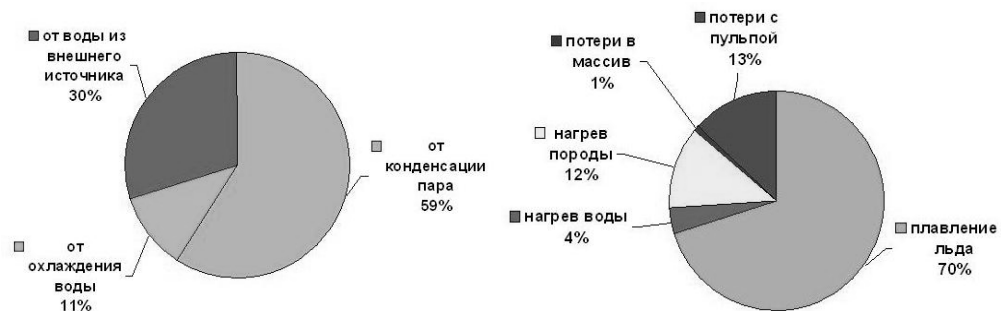 от воды из
внешнего
источника
30%
от
конденсации
пара
59%
от
охлаждения
воды
11%
потери с
пульпой
13%
потери в
массив
1%
нагрев
породы
12%
нагрев воды
4%
плавление
льда
70%